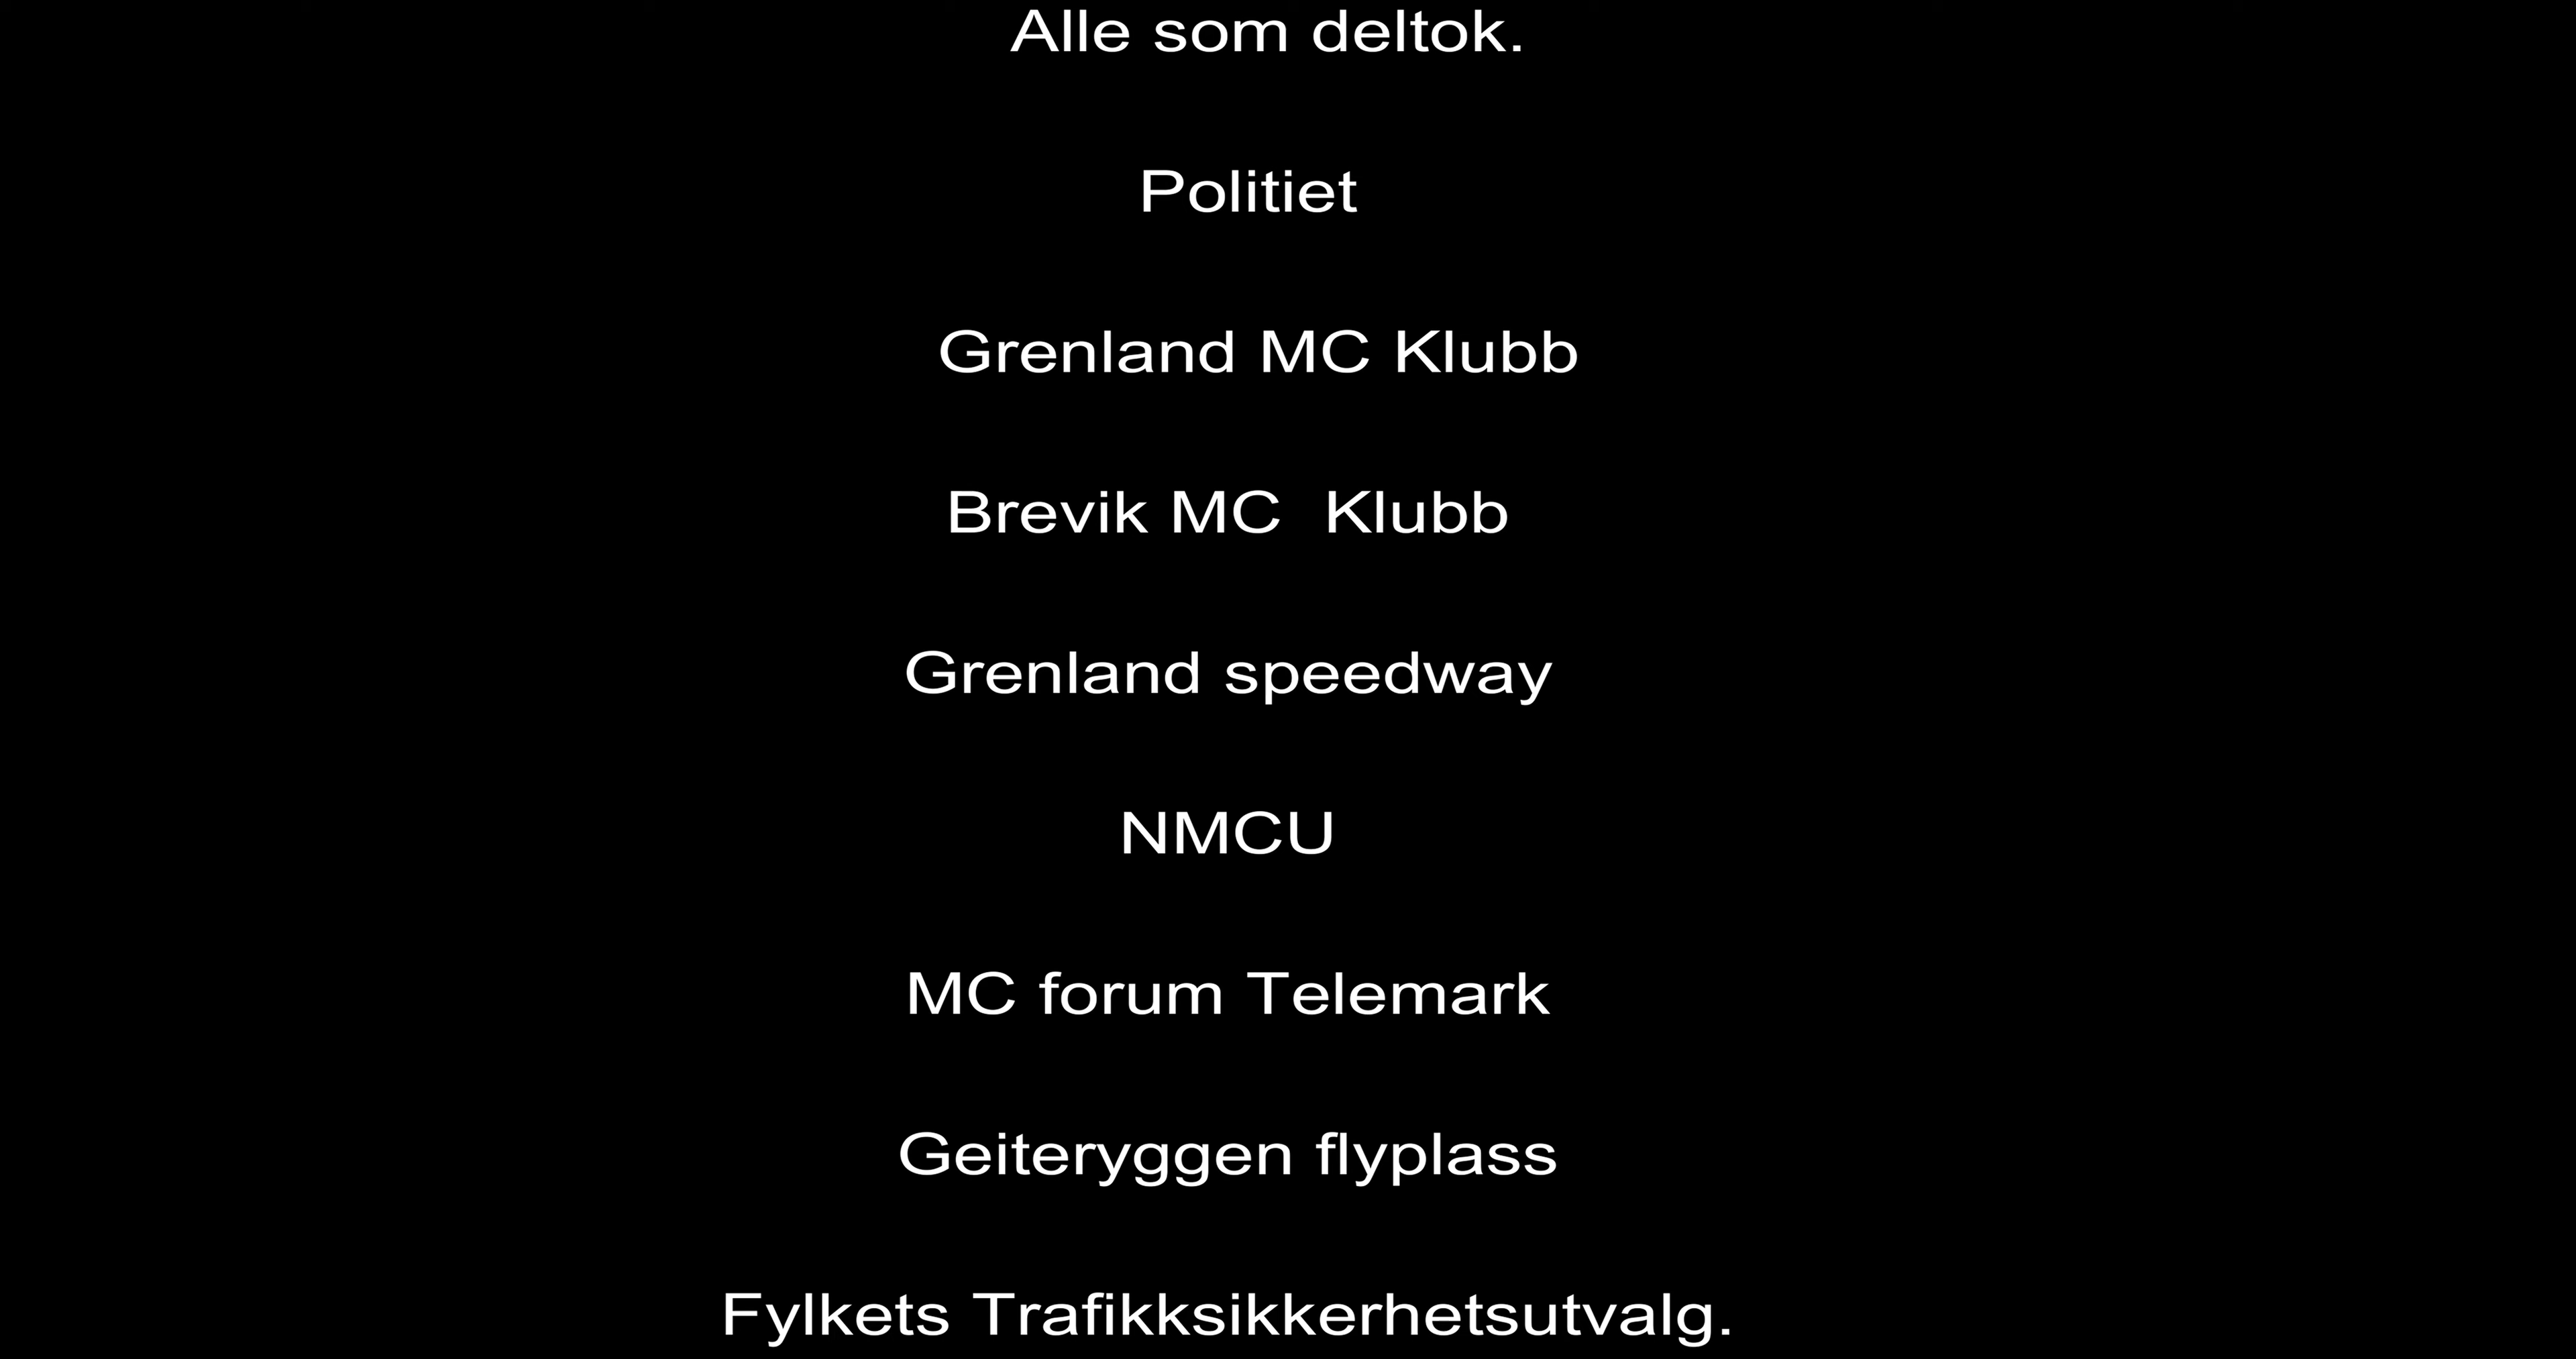 Alle som deltok.
Politiet
Grenland MC Klubb
Brevik MC  Klubb
Grenland speedway
NMCU
MC forum Telemark
Geiteryggen flyplass
Fylkets Trafikksikkerhetsutvalg.